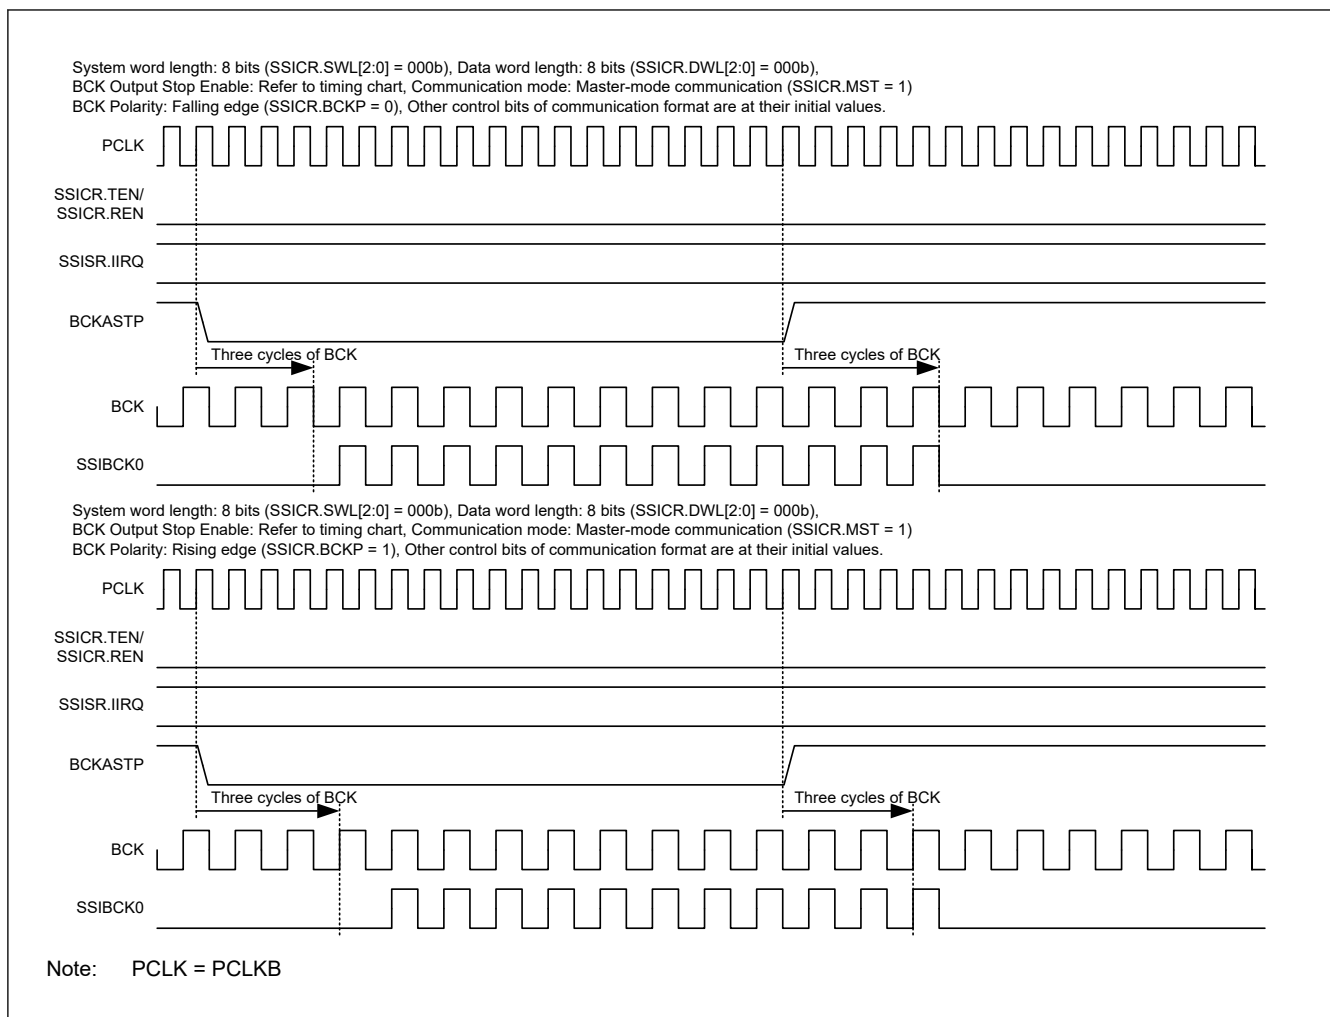 System word length: 8 bits (SSICR.SWL[2:0] = 000b), Data word length: 8 bits (SSICR.DWL[2:0] = 000b),
BCK Output Stop Enable: Refer to timing chart, Communication mode: Master-mode communication (SSICR.MST = 1)
BCK Polarity: Falling edge (SSICR.BCKP = 0), Other control bits of communication format are at their initial values.
PCLK
SSICR.TEN/
SSICR.REN
SSISR.IIRQ
BCKASTP
Three cycles of BCK Three cycles of BCK
BCK
SSIBCK0
System word length: 8 bits (SSICR.SWL[2:0] = 000b), Data word length: 8 bits (SSICR.DWL[2:0] = 000b),
BCK Output Stop Enable: Refer to timing chart, Communication mode: Master-mode communication (SSICR.MST = 1)
BCK Polarity: Rising edge (SSICR.BCKP = 1), Other control bits of communication format are at their initial values.
PCLK
SSICR.TEN/
SSICR.REN
SSISR.IIRQ
BCKASTP
Three cycles of BCK Three cycles of BCK
BCK
SSIBCK0
Note: PCLK = PCLKB